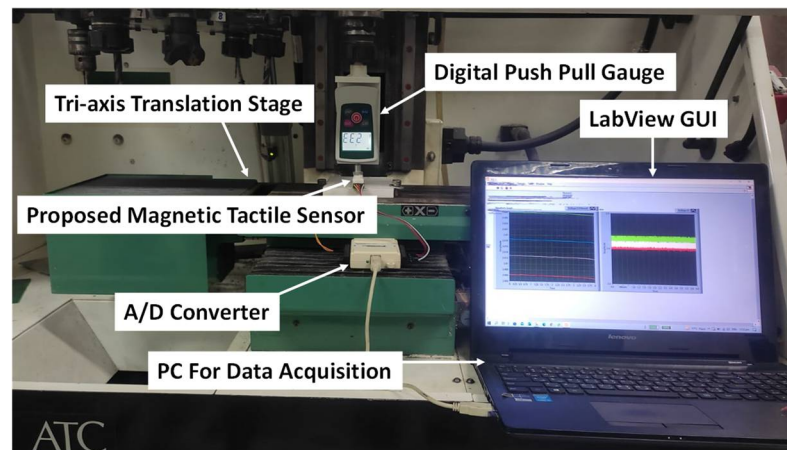 Digital Push Pull Gauge
Tri-axis Translation Stage
LabView GUI
Proposed Magnetic Tactile Sensor
A/D Converter
PC For Data Acquisition
lenovo
ATC